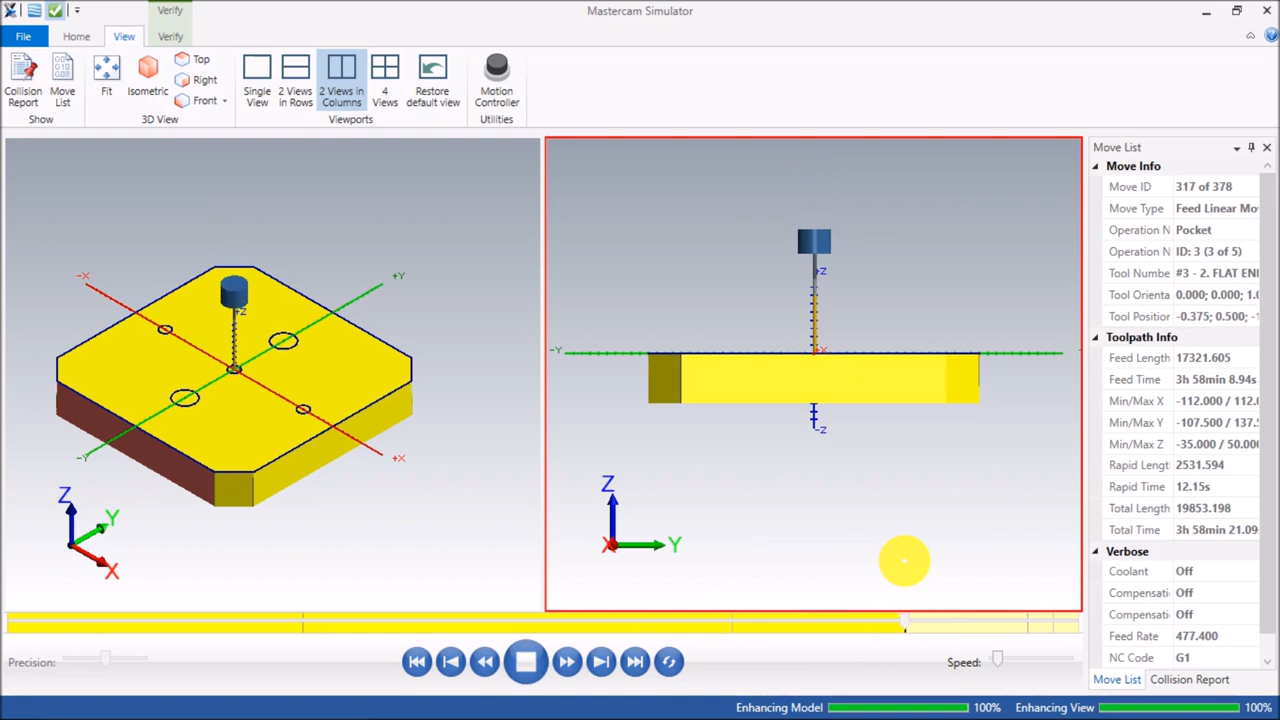 Verify
Mastercam Simulator
File Home View Verify
Collision Report
Move List
Show
Fit
Isometric
Top
Right
Front
3D View
Single View
2 Views in Rows
2 Views in Columns
4 Views
Restore default view
Viewports
Motion Controller
Utilities
-X +Y
+Z
-Y +X
Z
Y
X
+Z
-Y X
-Z
Z
X Y
Move List
Move Info
Move ID 317 of 378
Move Type Feed Linear Mo
Operation N Pocket
Operation N ID: 3 (3 of 5)
Tool Numbe #3 - 2. FLAT EN
Tool Orienta 0.000; 0.000; 1.0
Tool Position -0.375; 0.500; -
Toolpath Info
Feed Length 17321.605
Feed Time 3h 58min 8.94s
Min/Max X -112.000 / 112.0
Min/Max Y -107.500 / 137.5
Min/Max Z -35.000 / 50.000
Rapid Lengt 2531.594
Rapid Time 12.15s
Total Length 19853.198
Total Time 3h 58min 21.09
Verbose
Coolant Off
Compensati Off
Compensati Off
Feed Rate 477.400
NC Code G1
Move List Collision Report
Precision: Speed:
Enhancing Model 100% Enhancing View 100%